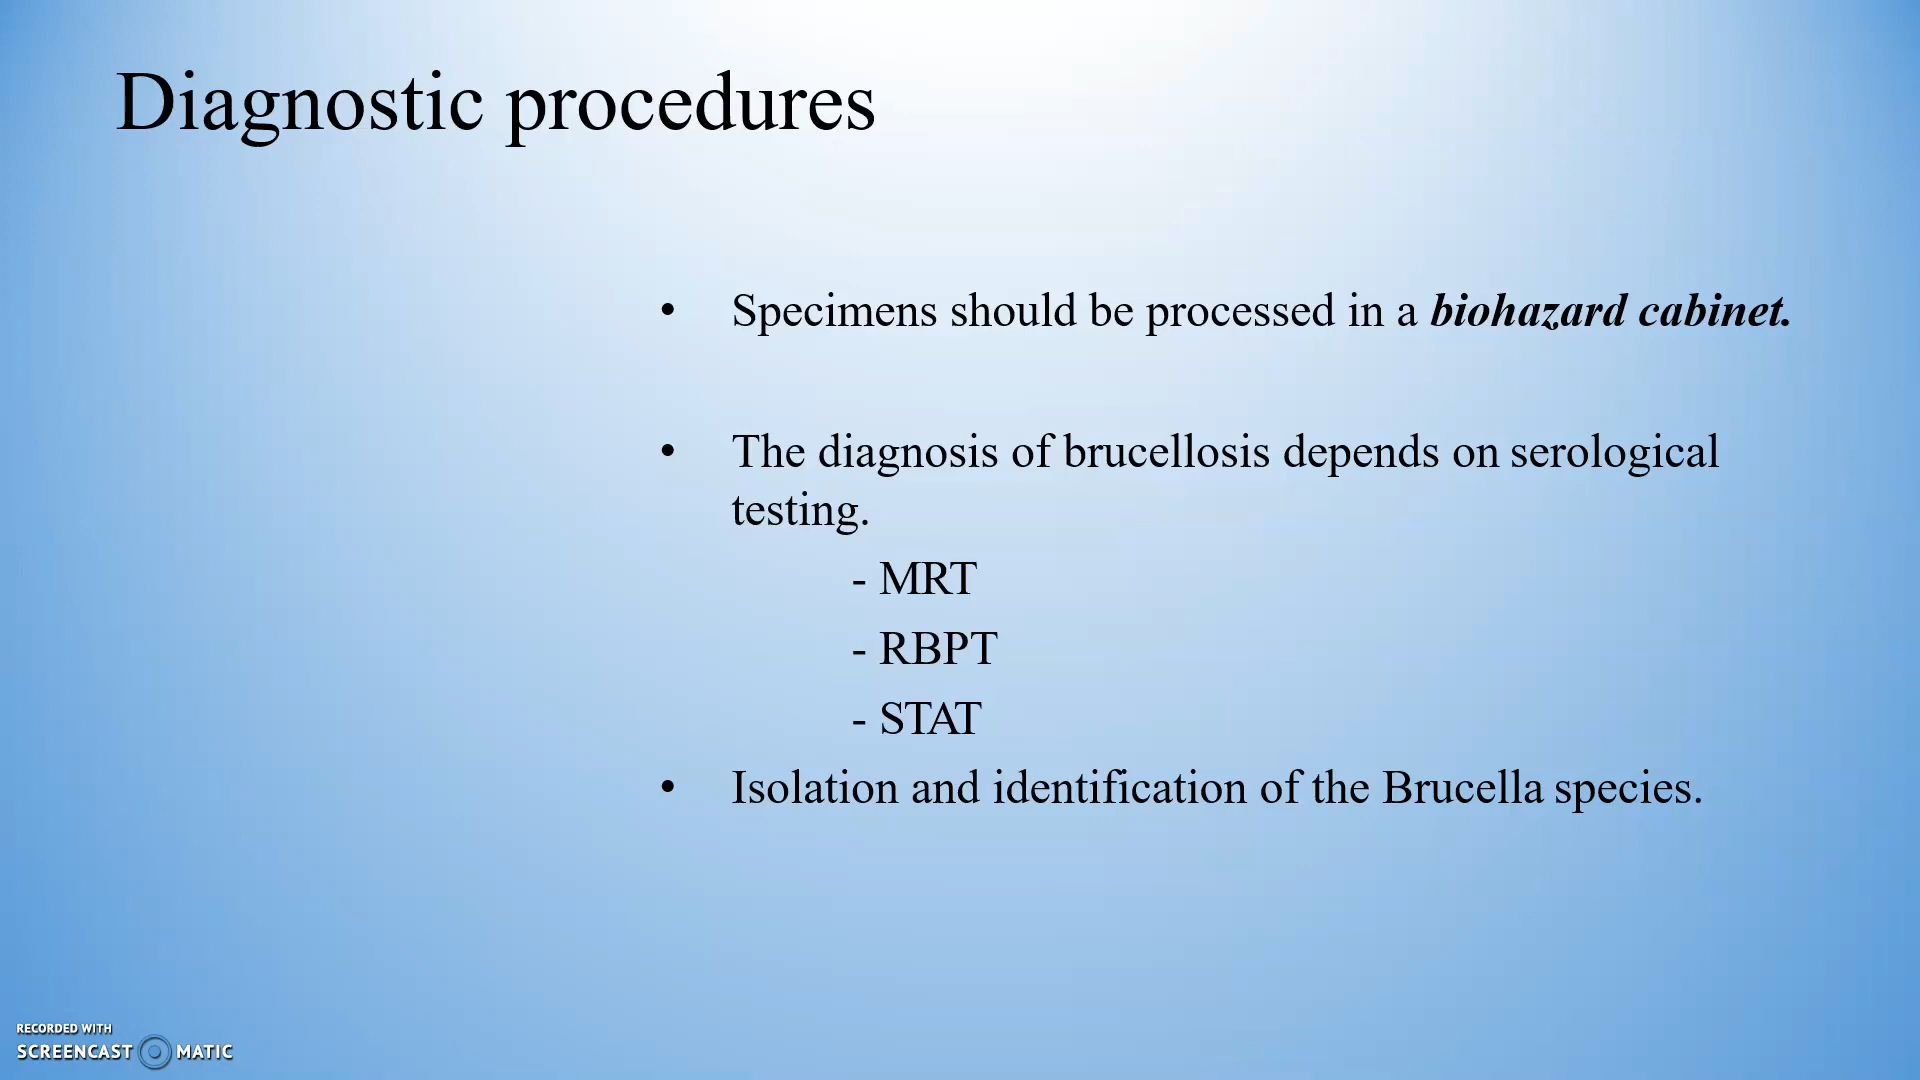 Diagnostic procedures
• Specimens should be processed in a biohazard cabinet.
• The diagnosis of brucellosis depends on serological
testing.
- MRT
- RBPT
- STAT
• Isolation and identification of the Brucella species.
RECORDED WITH
SCREENCAST MATIC